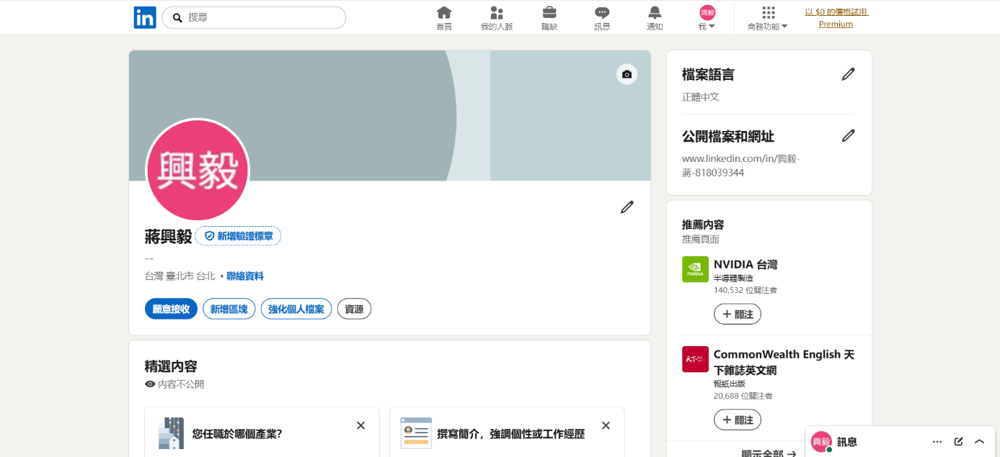 in
搜尋
首頁
我的人脈
職缺
訊息
通知
興毅
我
商務功能
以 $0 的價格試用
Premium
興毅
蔣興毅
新增驗證標章
--
台灣 臺北市 台北 • 聯絡資料
願意接收
新增區塊
強化個人檔案
資源
精選內容
內容不公開
您任職於哪個產業?
撰寫簡介，強調個性或工作經歷
檔案語言
正體中文
公開檔案和網址
www.linkedin.com/in/興毅-
蔣-818039344
推薦內容
推薦頁面
NVIDIA
NVIDIA 台灣
半導體製造
140,532 位關注者
+ 關注
天下
CommonWealth English 天
下雜誌英文網
報紙出版
20,688 位關注者
+ 關注
顯示全部 →
興毅
訊息